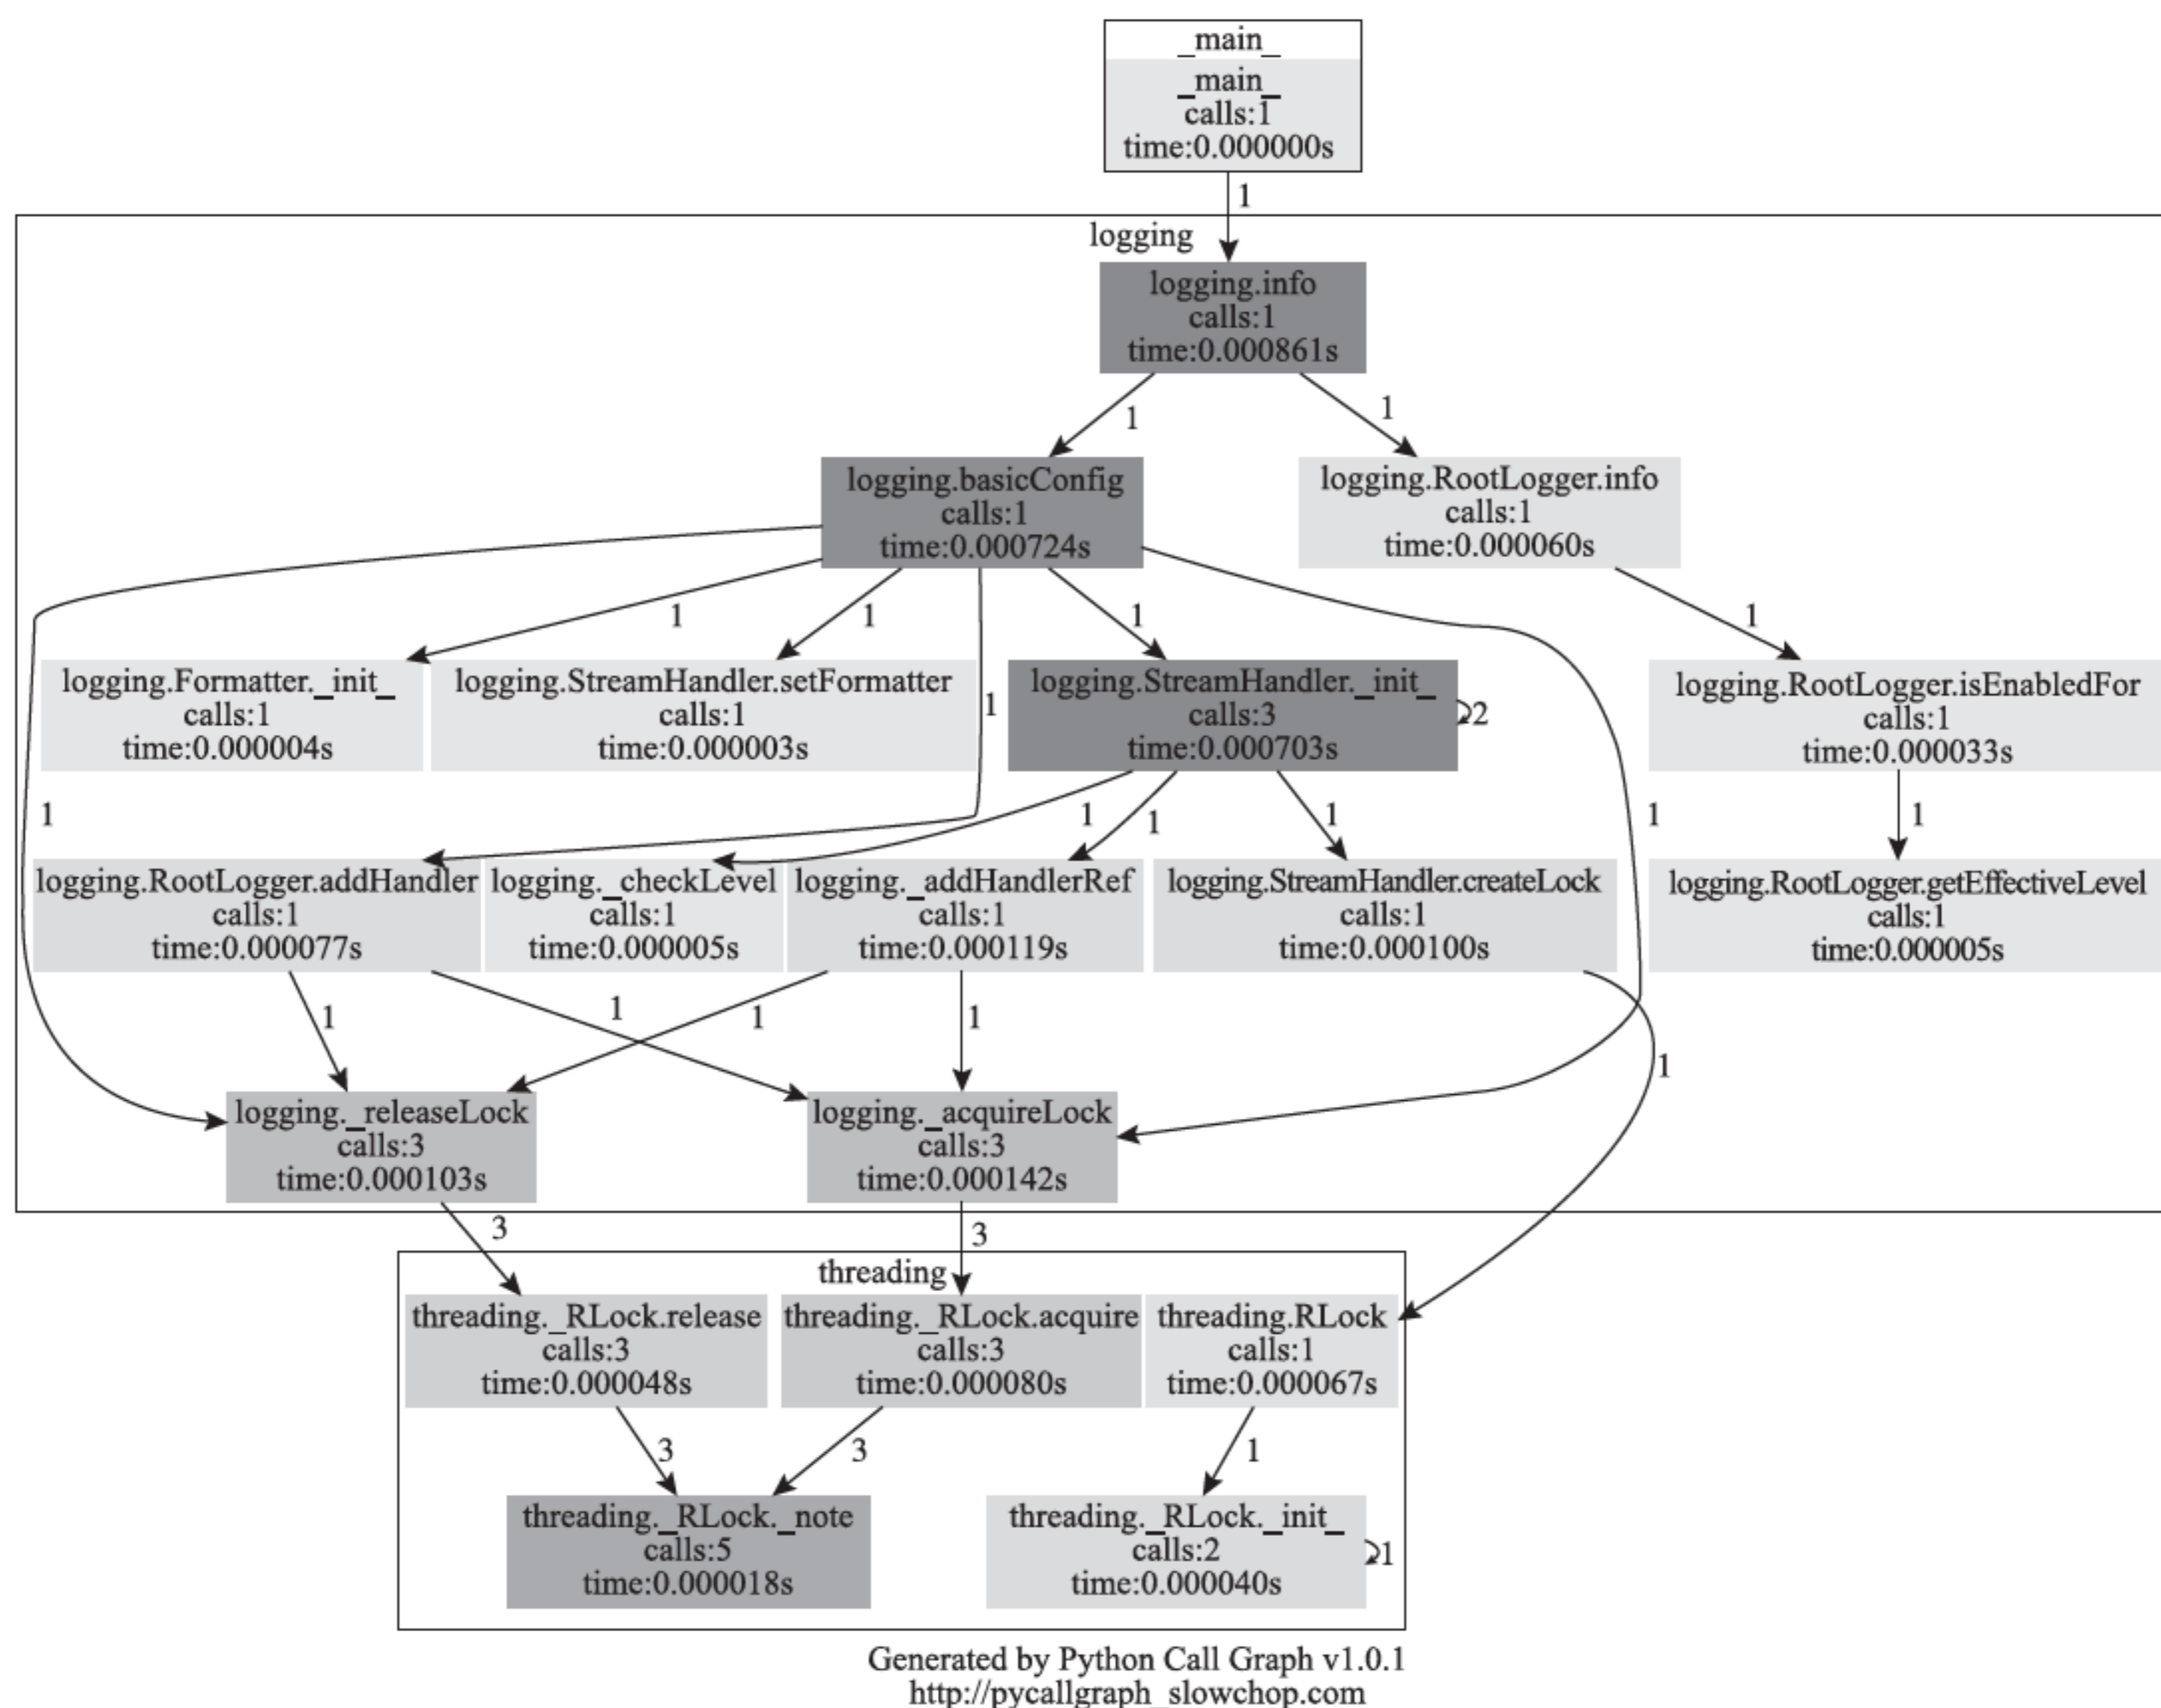 _main_
_main_
calls:1
time:0.000000s
1
logging
logging.info
calls:1
time:0.000861s
1
1
logging.basicConfig
calls:1
time:0.000724s
logging.RootLogger.info
calls:1
time:0.000060s
1
1
1
1
logging.Formatter._init_
calls:1
time:0.000004s
logging.StreamHandler.setFormatter
calls:1
time:0.000003s
1
logging.StreamHandler._init_
calls:3
time:0.000703s
2
logging.RootLogger.isEnabledFor
calls:1
time:0.000033s
1
1
1
1
1
1
logging.RootLogger.addHandler
calls:1
time:0.000077s
logging._checkLevel
calls:1
time:0.000005s
logging._addHandlerRef
calls:1
time:0.000119s
logging.StreamHandler.createLock
calls:1
time:0.000100s
logging.RootLogger.getEffectiveLevel
calls:1
time:0.000005s
1
1
1
1
1
logging._releaseLock
calls:3
time:0.000103s
logging._acquireLock
calls:3
time:0.000142s
3
3
threading
threading._RLock.release
calls:3
time:0.000048s
threading._RLock.acquire
calls:3
time:0.000080s
threading.RLock
calls:1
time:0.000067s
3
3
1
threading._RLock._note
calls:5
time:0.000018s
threading._RLock._init_
calls:2
time:0.000040s
1
Generated by Python Call Graph v1.0.1
http://pycallgraph_slowchop.com